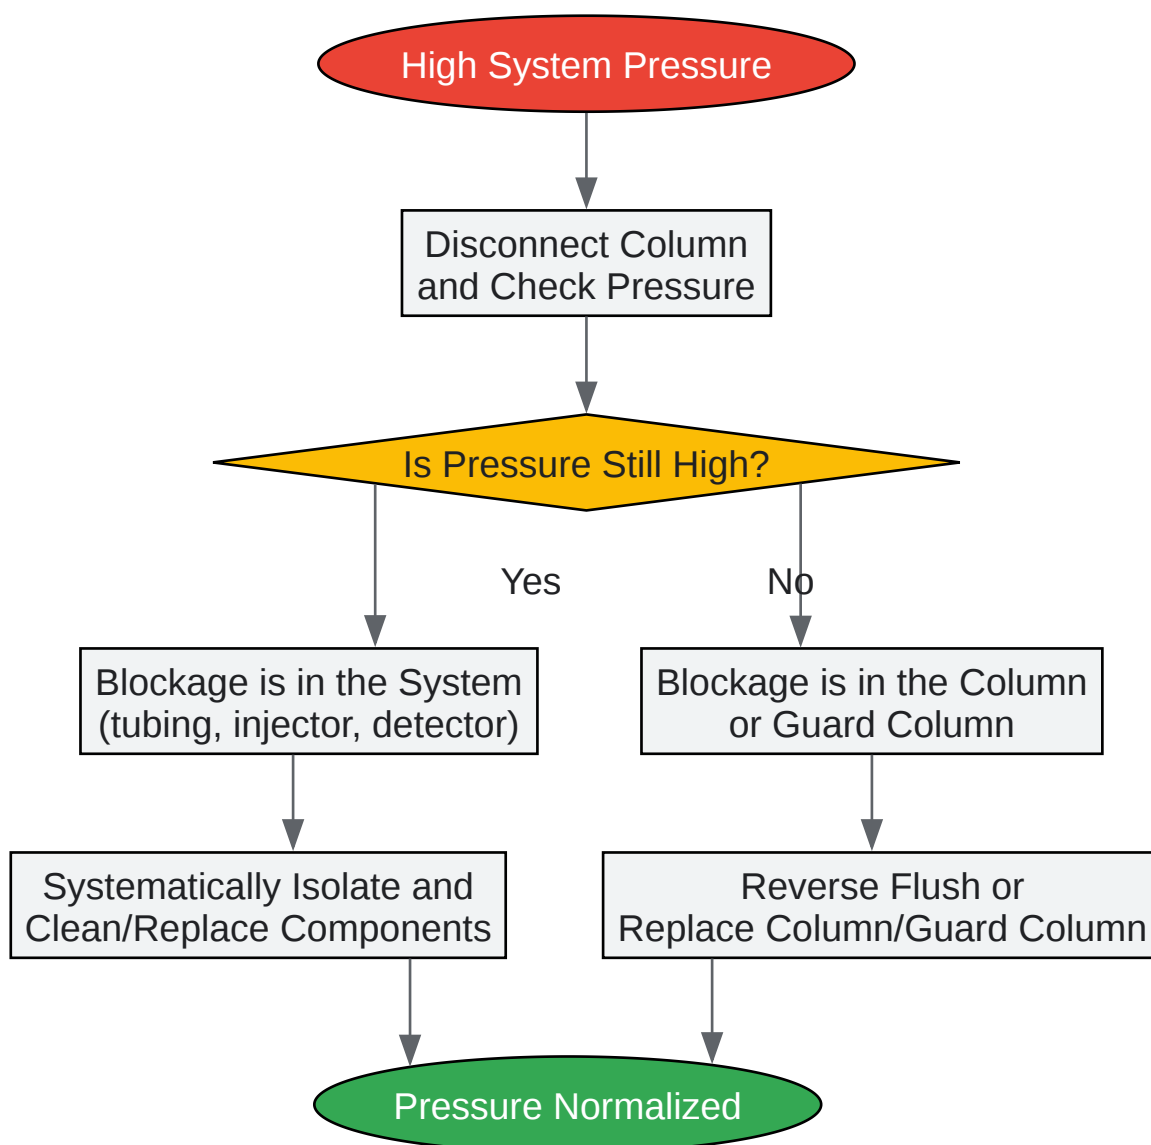 High System Pressure
Disconnect Column
and Check Pressure
Is Pressure Still High?
Yes
No
Blockage is in the System
(tubing, injector, detector)
Blockage is in the Column
or Guard Column
Systematically Isolate and
Clean/Replace Components
Reverse Flush or
Replace Column/Guard Column
Pressure Normalized